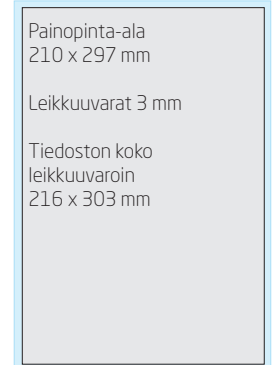 Painopinta-ala
210 x 297 mm
Leikkuuvarat 3 mm
Tiedoston koko
leikkuuvaroin
216 x 303 mm